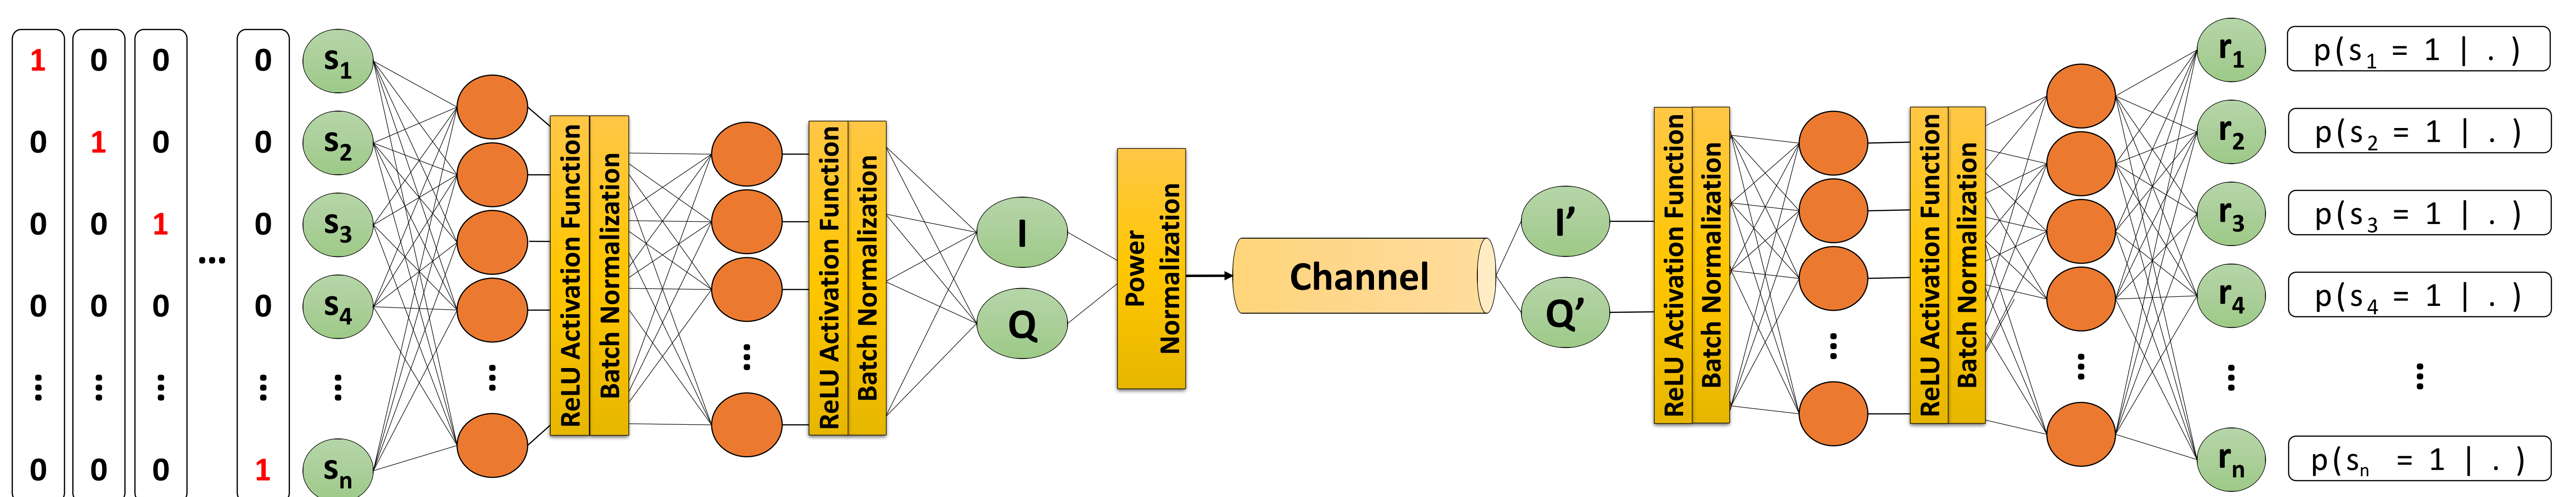 1 0 0 0
0 1 0 0
0 0 1 ... 0
0 0 0 0
⋮ ⋮ ⋮ ⋮
0 0 0 1
s1
s2
s3
s4
⋮
sn
⋮
ReLU Activation Function
Batch Normalization
⋮
ReLU Activation Function
Batch Normalization
I
Q
Power
Normalization
Channel
I’
Q’
ReLU Activation Function
Batch Normalization
⋮
ReLU Activation Function
Batch Normalization
⋮
r1
r2
r3
r4
⋮
rn
p(s1 = 1 | . )
p(s2 = 1 | . )
p(s3 = 1 | . )
p(s4 = 1 | . )
⋮
p(sn = 1 | . )